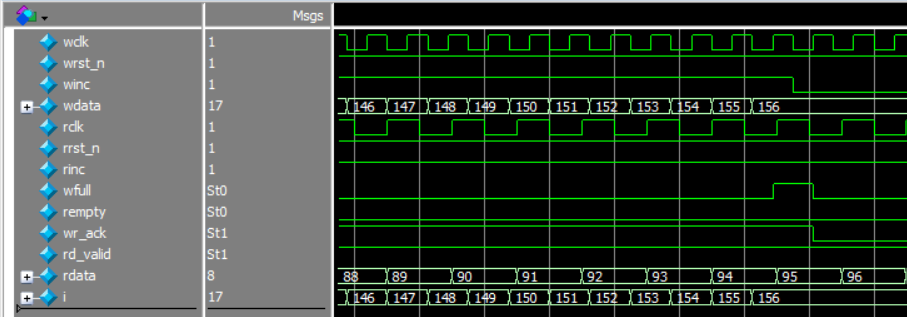 Msgs
wclk 1
wrst_n 1
winc 1
wdata 17 146 147 148 149 150 151 152 153 154 155 156
rclk 1
rrst_n 1
rinc 1
wfull St0
rempty St0
wr_ack St1
rd_valid St1
rdata 8 88 89 90 91 92 93 94 95 96
i 17 146 147 148 149 150 151 152 153 154 155 156